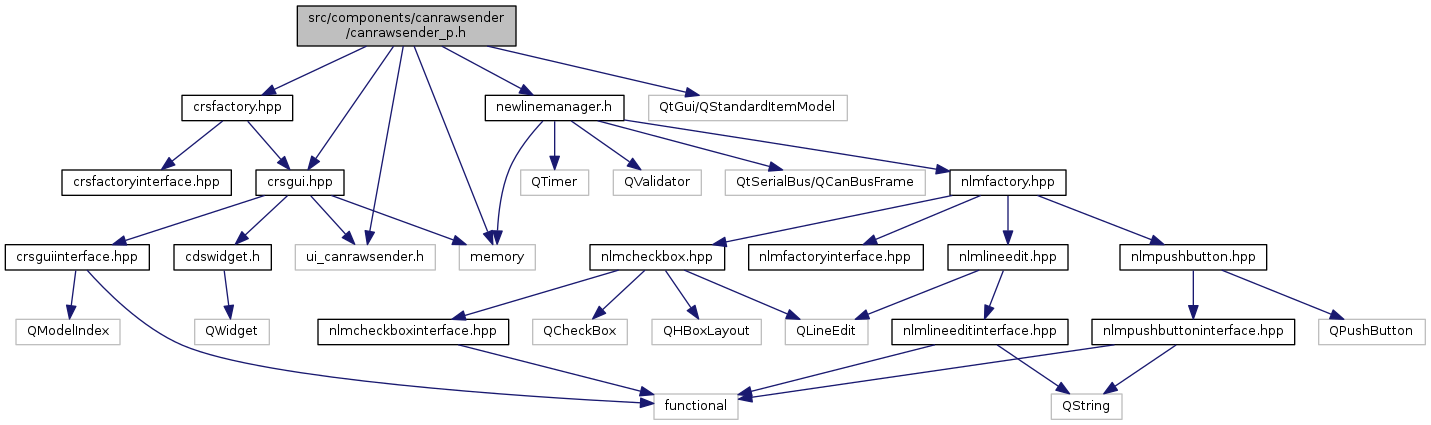 src/components/canrawsender
/canrawsender_p.h
crsfactory.hpp
newlinemanager.h
QtGui/QStandardItemModel
crsfactoryinterface.hpp
crsgui.hpp
QTimer
QValidator
QtSerialBus/QCanBusFrame
nlmfactory.hpp
crsguiinterface.hpp
cdswidget.h
ui_canrawsender.h
memory
nlmcheckbox.hpp
nlmfactoryinterface.hpp
nlmlineedit.hpp
nlmpushbutton.hpp
QModelIndex
QWidget
nlmcheckboxinterface.hpp
QCheckBox
QHBoxLayout
QLineEdit
nlmlineeditinterface.hpp
nlmpushbuttoninterface.hpp
QPushButton
functional
QString